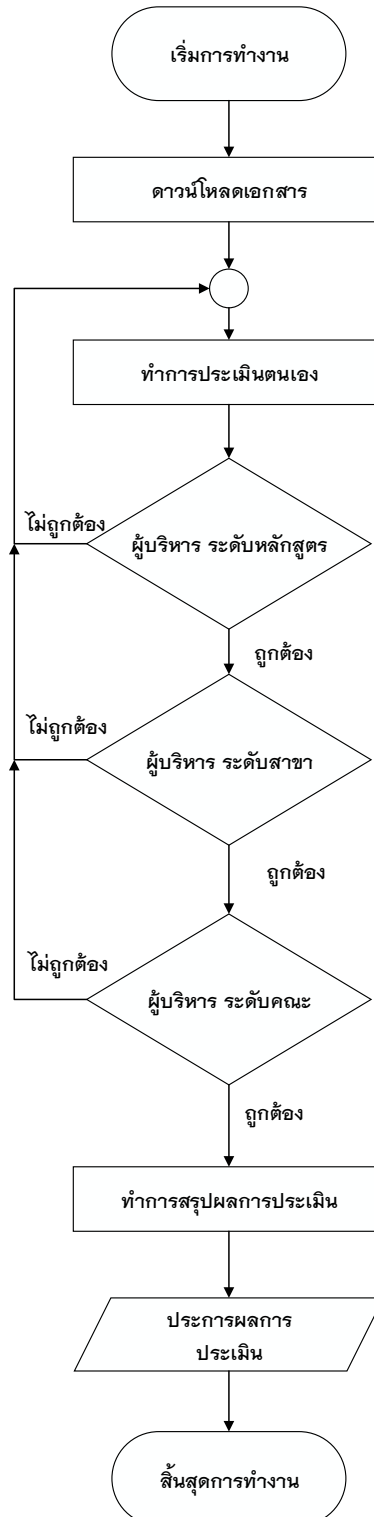 เริ่มการทำงาน
ดาวน์โหลดเอกสาร
ทำการประเมินตนเอง
ไม่ถูกต้อง
ผู้บริหาร ระดับหลักสูตร
ถูกต้อง
ไม่ถูกต้อง
ผู้บริหาร ระดับสาขา
ถูกต้อง
ไม่ถูกต้อง
ผู้บริหาร ระดับคณะ
ถูกต้อง
ทำการสรุปผลการประเมิน
ประการผลการ
ประเมิน
สิ้นสุดการทำงาน